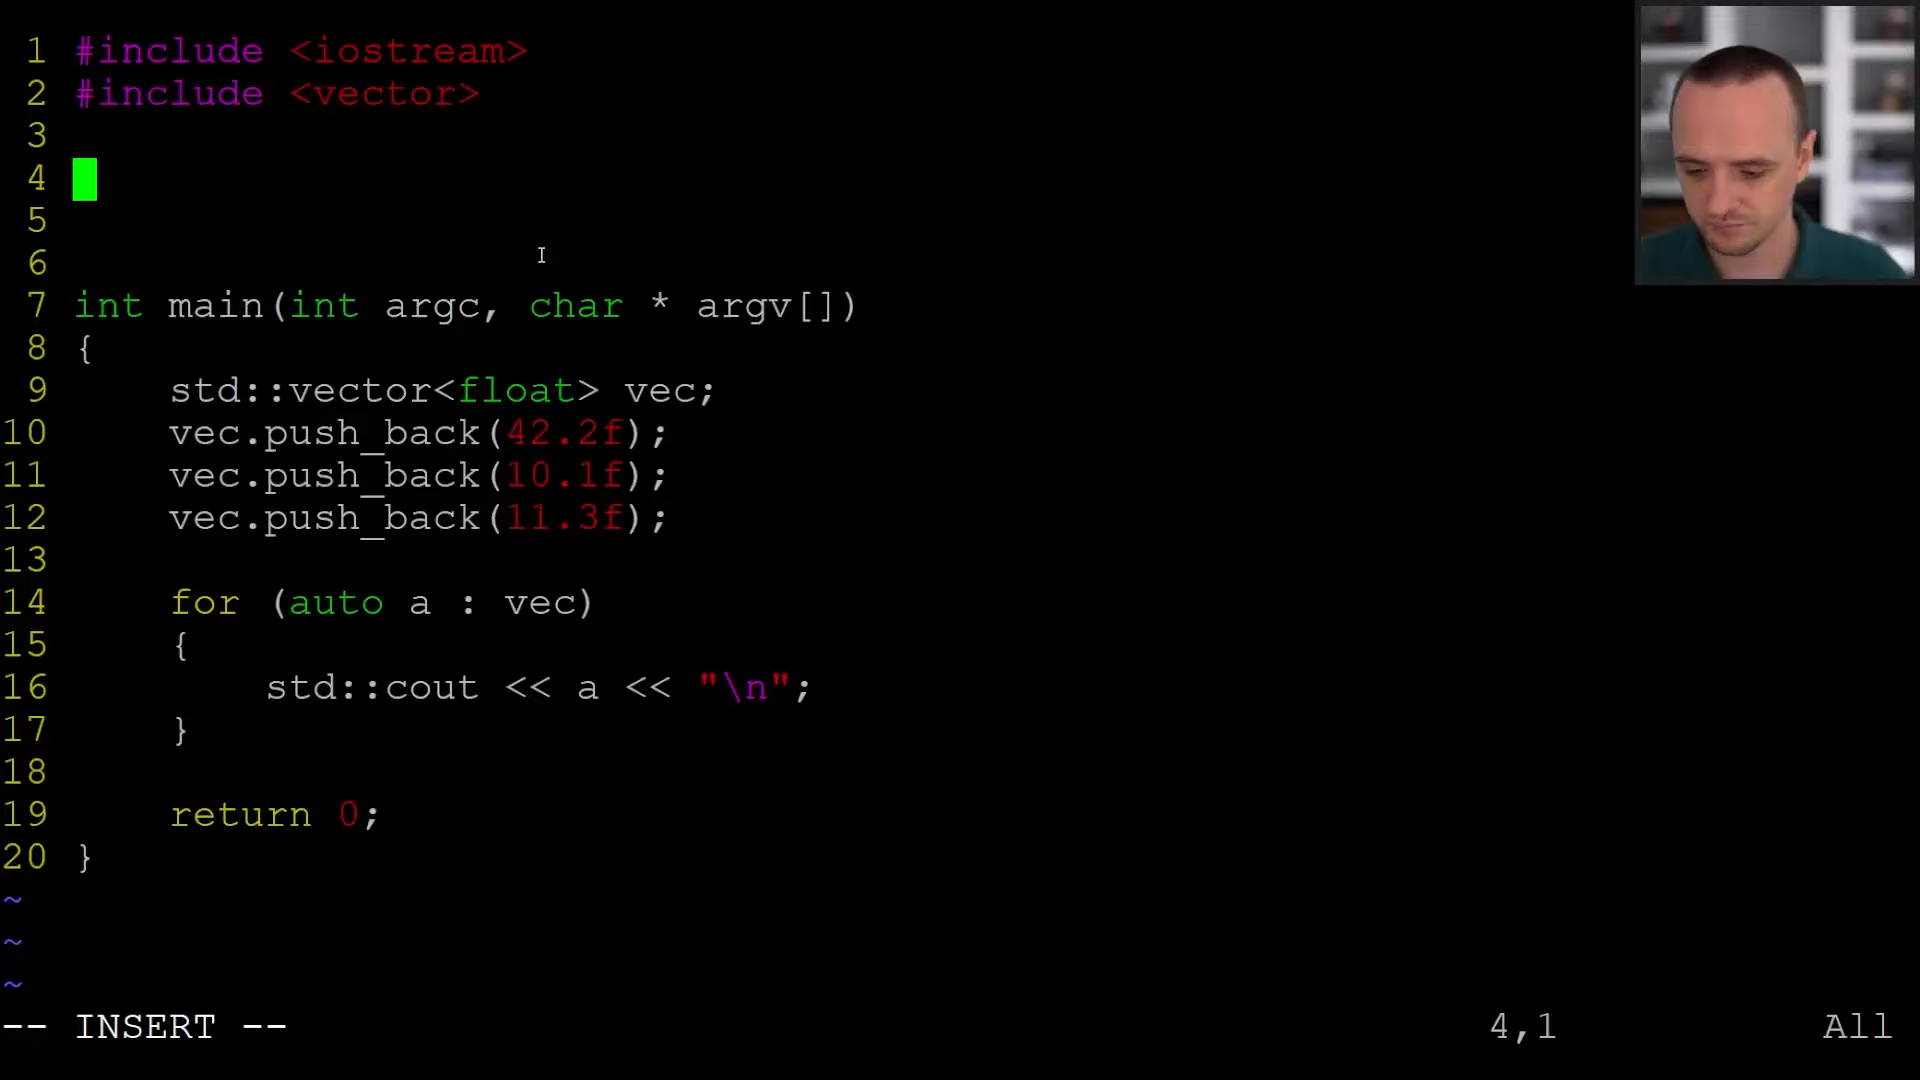 1 #include <iostream>
2 #include <vector>
3
4
5
6
7 int main(int argc, char * argv[])
8 {
9     std::vector<float> vec;
10     vec.push_back(42.2f);
11     vec.push_back(10.1f);
12     vec.push_back(11.3f);
13
14     for (auto a : vec)
15     {
16         std::cout << a << "\n";
17     }
18
19     return 0;
20 }
~
~
~
-- INSERT -- 4,1 All